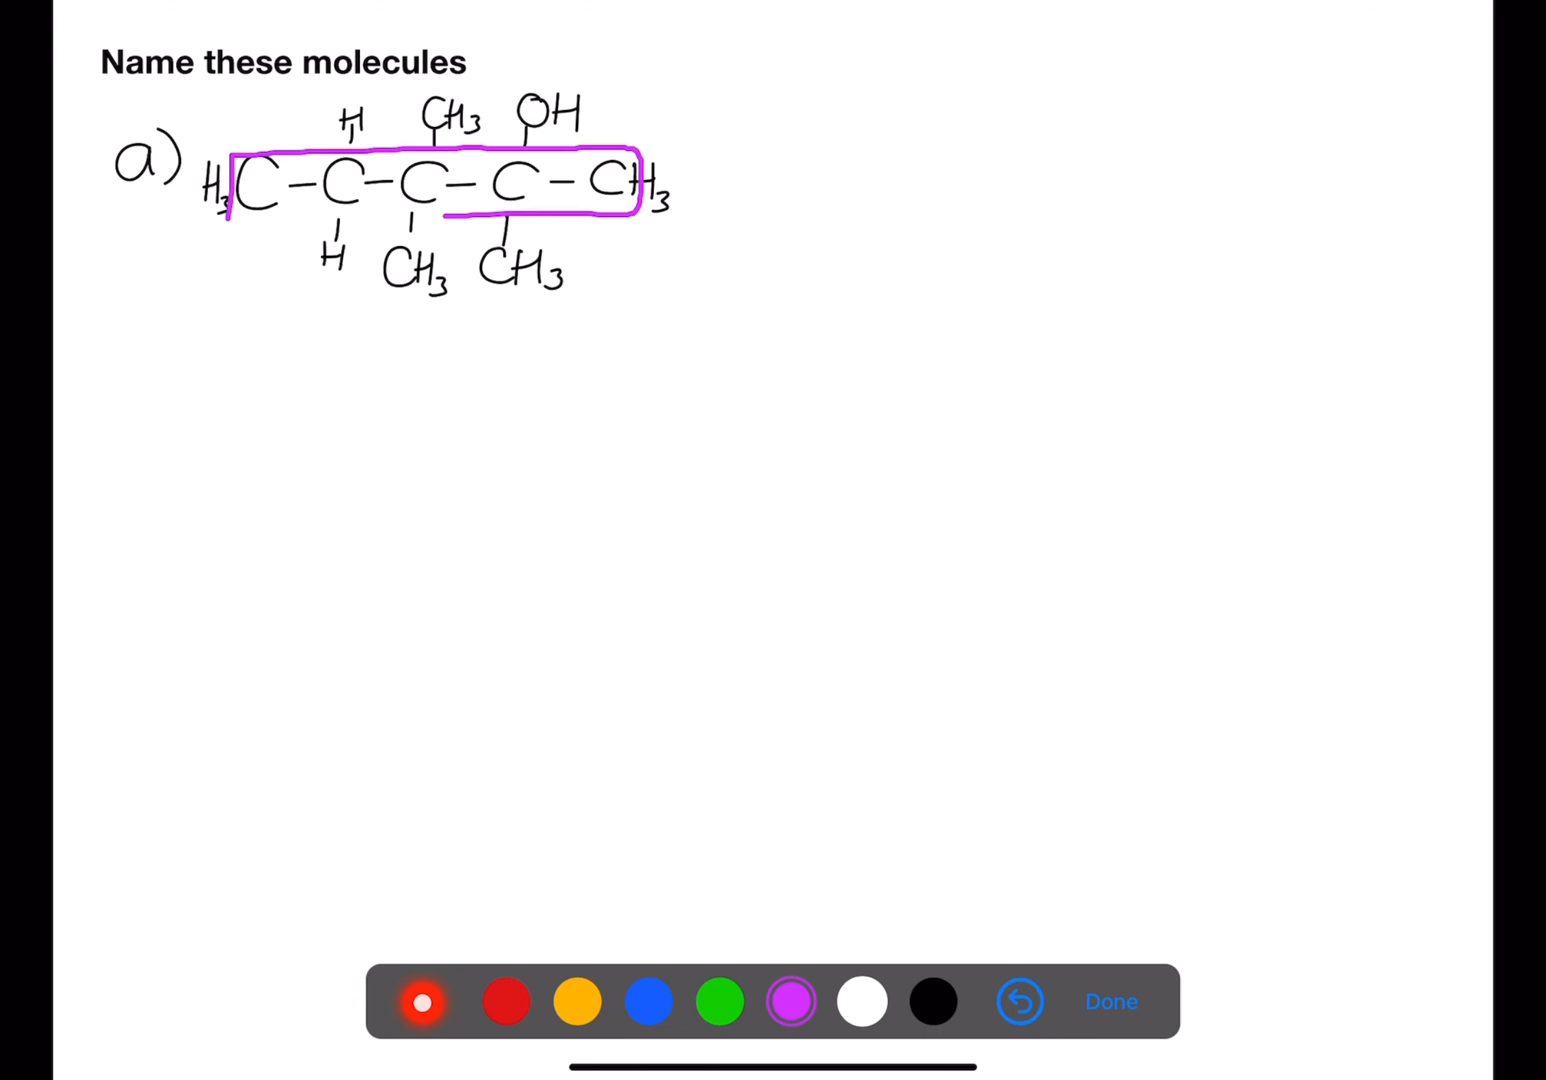 Name these molecules
H CH3 OH
a) H3C-C-C-C-CH3
H CH3 CH3
Done